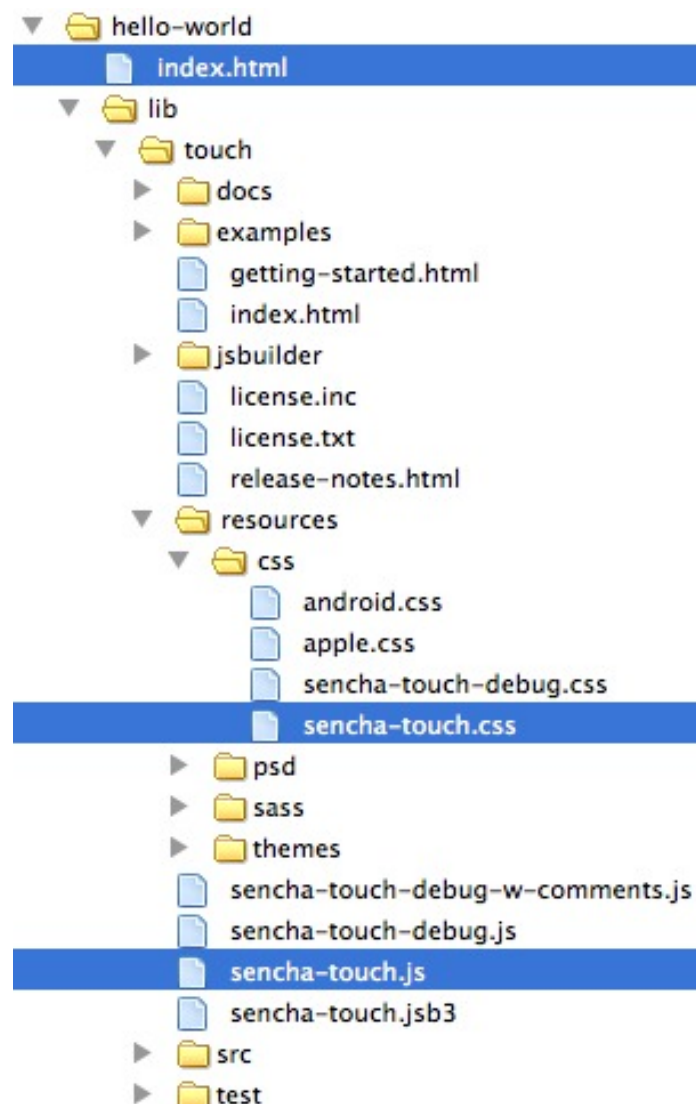 hello-world
index.html
lib
touch
docs
examples
getting-started.html
index.html
jsbuilder
license.inc
license.txt
release-notes.html
resources
css
android.css
apple.css
sencha-touch-debug.css
sencha-touch.css
psd
sass
themes
sencha-touch-debug-w-comments.js
sencha-touch-debug.js
sencha-touch.js
sencha-touch.jsb3
src
test